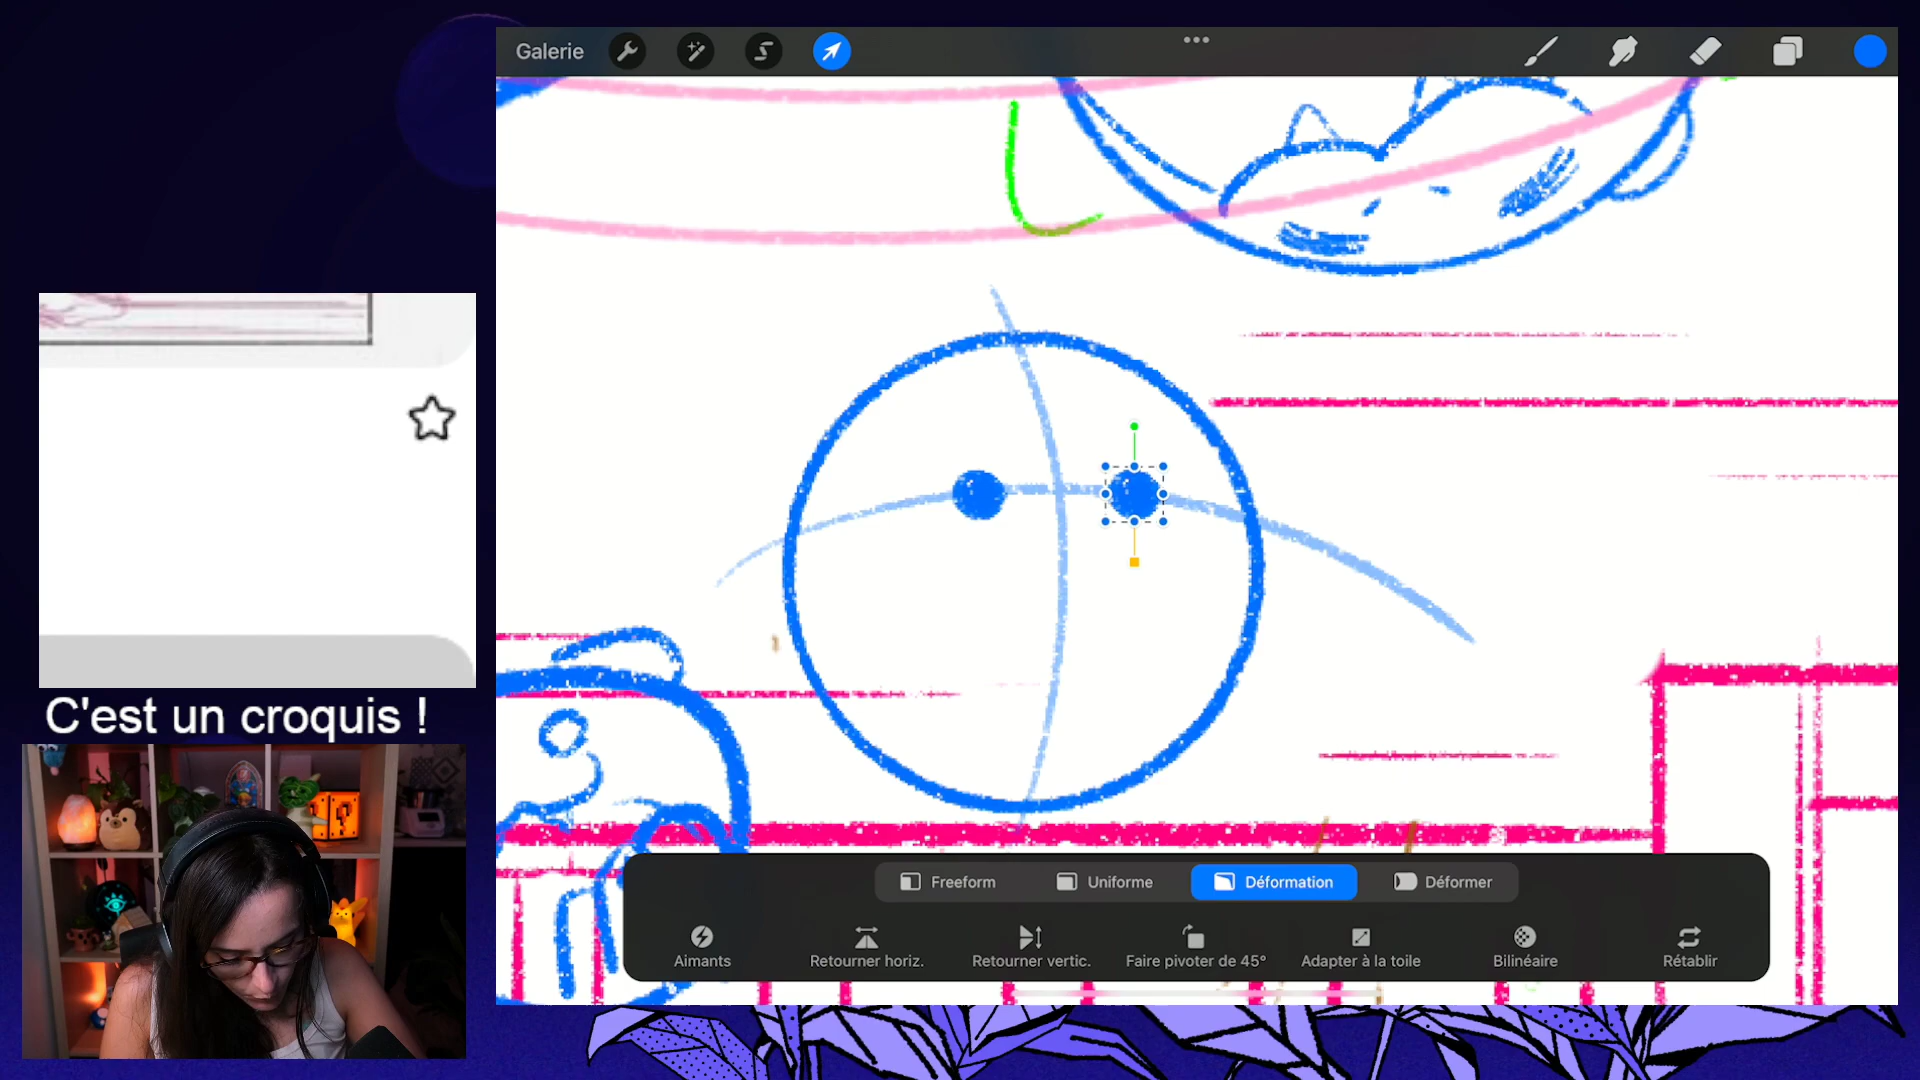 Galerie
C'est un croquis !
Freeform
Uniforme
Déformation
Déformer
Aimants
Retourner horiz.
Retourner vertic.
Faire pivoter de 45°
Adapter à la toile
Bilinéaire
Rétablir